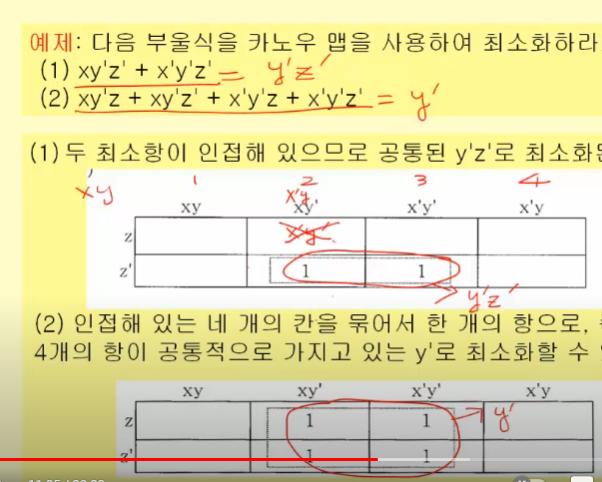 예제: 다음 부울식을 카노우 맵을 사용하여 최소화하라
(1) xy'z' + x'y'z' = y'z'
(2) xy'z + xy'z' + x'y'z + x'y'z' = y'
(1) 두 최소항이 인접해 있으므로 공통된 y'z'로 최소화
xy 1 2 3 4
x'y
xy xy' x'y' x'y
z
z' 1 1
y'z'
(2) 인접해 있는 네 개의 칸을 묶어서 한 개의 항으로,
4개의 항이 공통적으로 가지고 있는 y'로 최소화할 수
xy xy' x'y' x'y
z 1 1 y'
z' 1 1